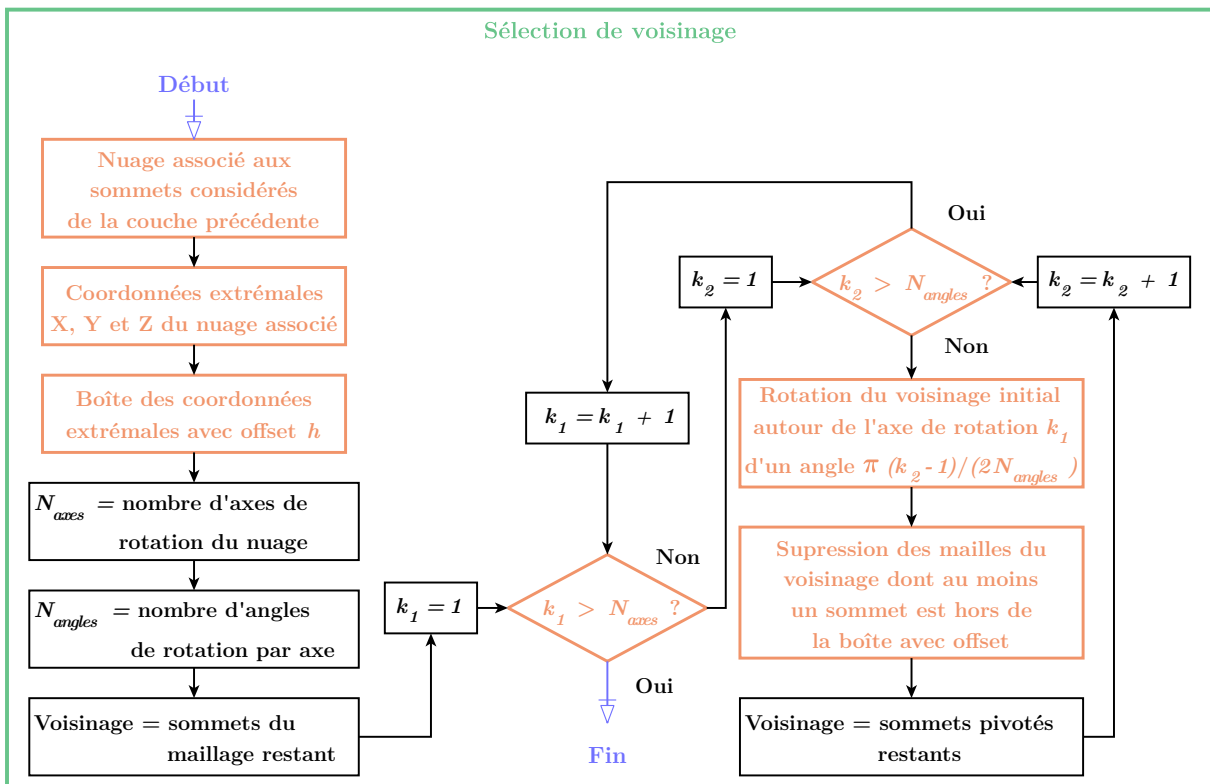 Sélection de voisinage
Début
Nuage associé aux
sommets considérés
de la couche précédente
Coordonnées extrémales
X, Y et Z du nuage associé
Boîte des coordonnées
extrémales avec offset h
N_axes = nombre d'axes de
rotation du nuage
N_angles = nombre d'angles
de rotation par axe
Voisinage = sommets du
maillage restant
k_1 = 1
k_1 > N_axes ?
Non
Oui
Fin
k_1 = k_1 + 1
k_2 = 1
k_2 > N_angles ?
Oui
Non
k_2 = k_2 + 1
Rotation du voisinage initial
autour de l'axe de rotation k_1
d'un angle π (k_2 - 1)/(2N_angles )
Supression des mailles du
voisinage dont au moins
un sommet est hors de
la boîte avec offset
Voisinage = sommets pivotés
restants